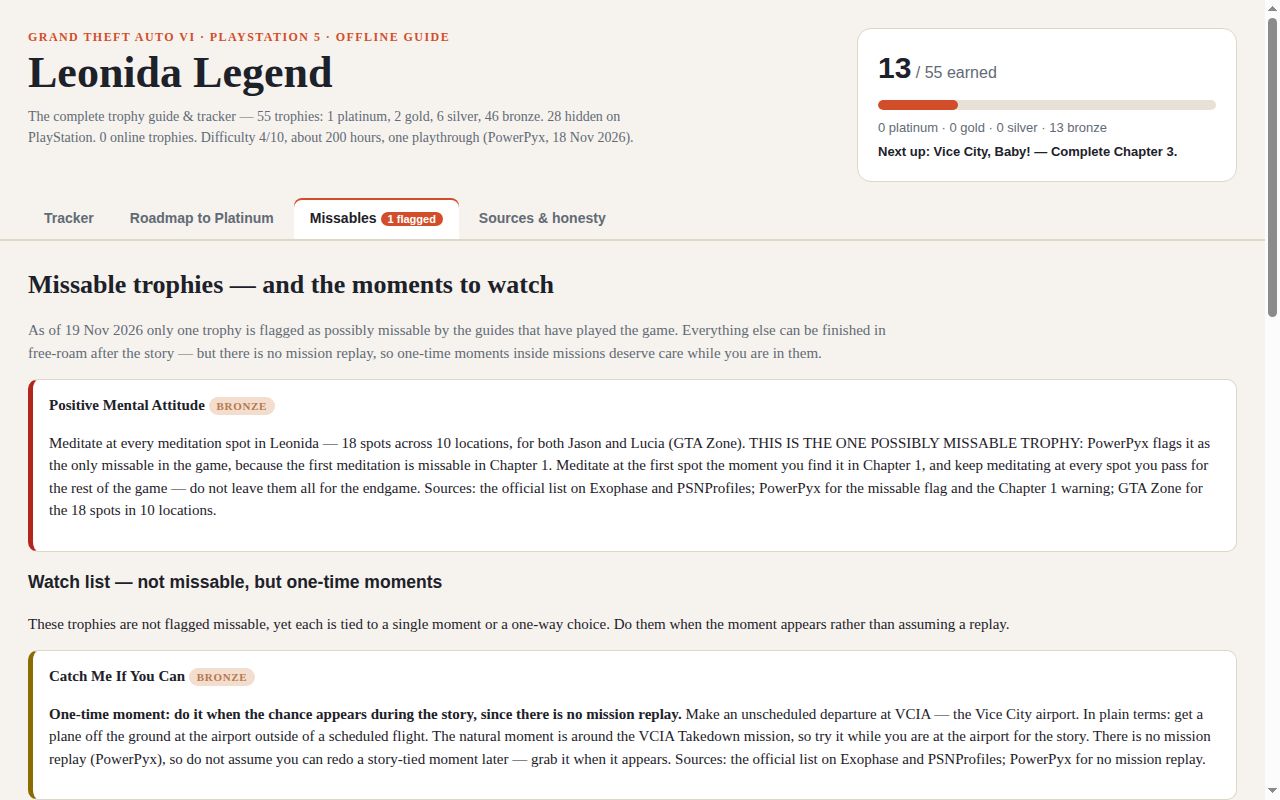 GRAND THEFT AUTO VI · PLAYSTATION 5 · OFFLINE GUIDE
Leonida Legend
The complete trophy guide & tracker — 55 trophies: 1 platinum, 2 gold, 6 silver, 46 bronze. 28 hidden on
PlayStation. 0 online trophies. Difficulty 4/10, about 200 hours, one playthrough (PowerPyx, 18 Nov 2026).
13 / 55 earned
0 platinum · 0 gold · 0 silver · 13 bronze
Next up: Vice City, Baby! — Complete Chapter 3.
Tracker Roadmap to Platinum Missables 1 flagged Sources & honesty
Missable trophies — and the moments to watch
As of 19 Nov 2026 only one trophy is flagged as possibly missable by the guides that have played the game. Everything else can be finished in
free-roam after the story — but there is no mission replay, so one-time moments inside missions deserve care while you are in them.
Positive Mental Attitude BRONZE
Meditate at every meditation spot in Leonida — 18 spots across 10 locations, for both Jason and Lucia (GTA Zone). THIS IS THE ONE POSSIBLY MISSABLE TROPHY: PowerPyx flags it as
the only missable in the game, because the first meditation is missable in Chapter 1. Meditate at the first spot the moment you find it in Chapter 1, and keep meditating at every spot you pass for
the rest of the game — do not leave them all for the endgame. Sources: the official list on Exophase and PSNProfiles; PowerPyx for the missable flag and the Chapter 1 warning; GTA Zone for
the 18 spots in 10 locations.
Watch list — not missable, but one-time moments
These trophies are not flagged missable, yet each is tied to a single moment or a one-way choice. Do them when the moment appears rather than assuming a replay.
Catch Me If You Can BRONZE
One-time moment: do it when the chance appears during the story, since there is no mission replay. Make an unscheduled departure at VCIA — the Vice City airport. In plain terms: get a
plane off the ground at the airport outside of a scheduled flight. The natural moment is around the VCIA Takedown mission, so try it while you are at the airport for the story. There is no mission
replay (PowerPyx), so do not assume you can redo a story-tied moment later — grab it when it appears. Sources: the official list on Exophase and PSNProfiles; PowerPyx for no mission replay.